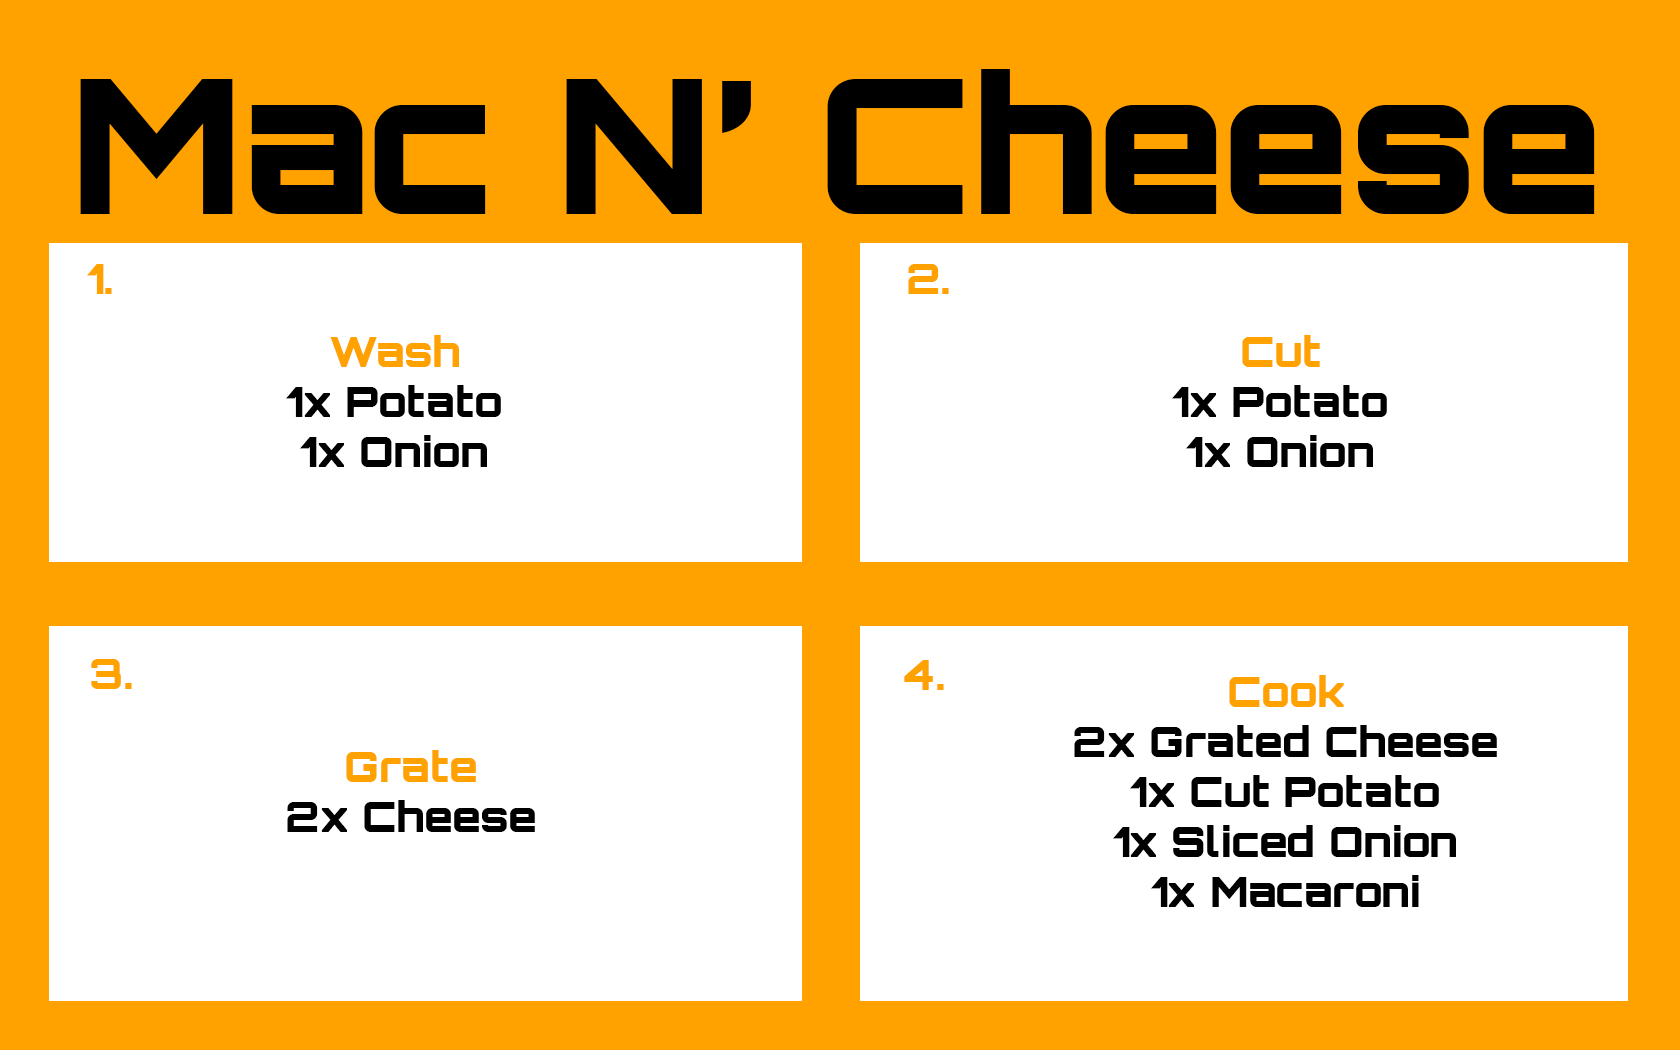 Mac N’ Cheese
1.
Wash
1x Potato
1x Onion
2.
Cut
1x Potato
1x Onion
3.
Grate
2x Cheese
4.
Cook
2x Grated Cheese
1x Cut Potato
1x Sliced Onion
1x Macaroni